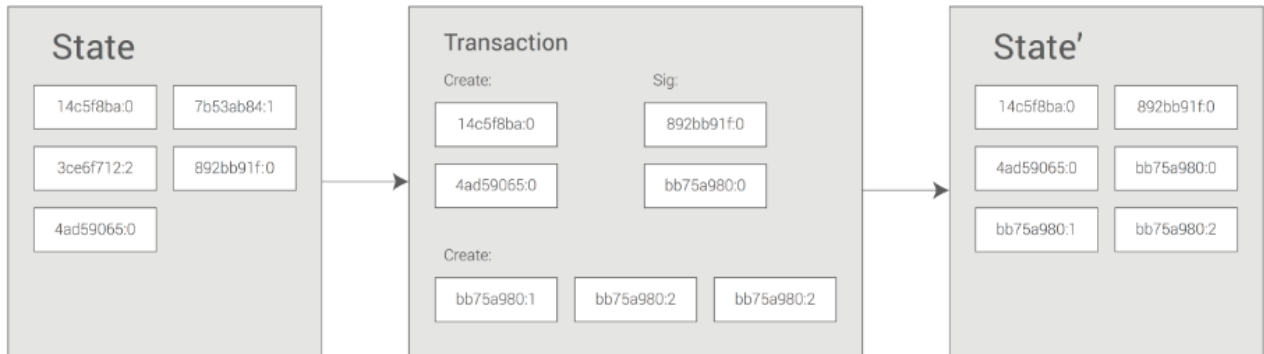 State
14c5f8ba:0 7b53ab84:1
3ce6f712:2 892bb91f:0
4ad59065:0
Transaction
Create: Sig:
14c5f8ba:0 892bb91f:0
4ad59065:0 bb75a980:0
Create:
bb75a980:1 bb75a980:2 bb75a980:2
State’
14c5f8ba:0 892bb91f:0
4ad59065:0 bb75a980:0
bb75a980:1 bb75a980:2